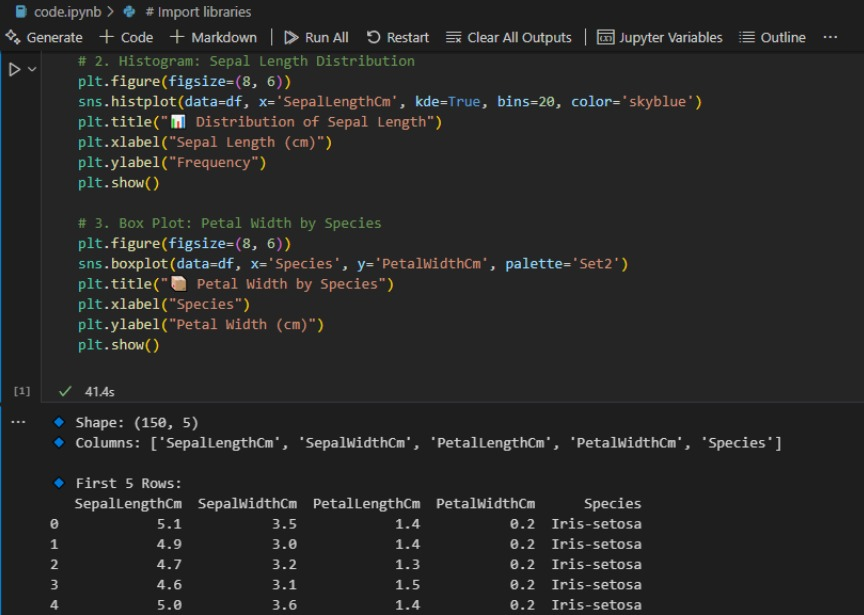 code.ipynb > # Import libraries
Generate + Code + Markdown | Run All Restart Clear All Outputs | Jupyter Variables Outline ...
# 2. Histogram: Sepal Length Distribution
plt.figure(figsize=(8, 6))
sns.histplot(data=df, x='SepalLengthCm', kde=True, bins=20, color='skyblue')
plt.title("📊 Distribution of Sepal Length")
plt.xlabel("Sepal Length (cm)")
plt.ylabel("Frequency")
plt.show()
# 3. Box Plot: Petal Width by Species
plt.figure(figsize=(8, 6))
sns.boxplot(data=df, x='Species', y='PetalWidthCm', palette='Set2')
plt.title("📦 Petal Width by Species")
plt.xlabel("Species")
plt.ylabel("Petal Width (cm)")
plt.show()
[1] ✓ 41.4s
... 🔹 Shape: (150, 5)
🔹 Columns: ['SepalLengthCm', 'SepalWidthCm', 'PetalLengthCm', 'PetalWidthCm', 'Species']
🔹 First 5 Rows:
SepalLengthCm SepalWidthCm PetalLengthCm PetalWidthCm Species
0 5.1 3.5 1.4 0.2 Iris-setosa
1 4.9 3.0 1.4 0.2 Iris-setosa
2 4.7 3.2 1.3 0.2 Iris-setosa
3 4.6 3.1 1.5 0.2 Iris-setosa
4 5.0 3.6 1.4 0.2 Iris-setosa